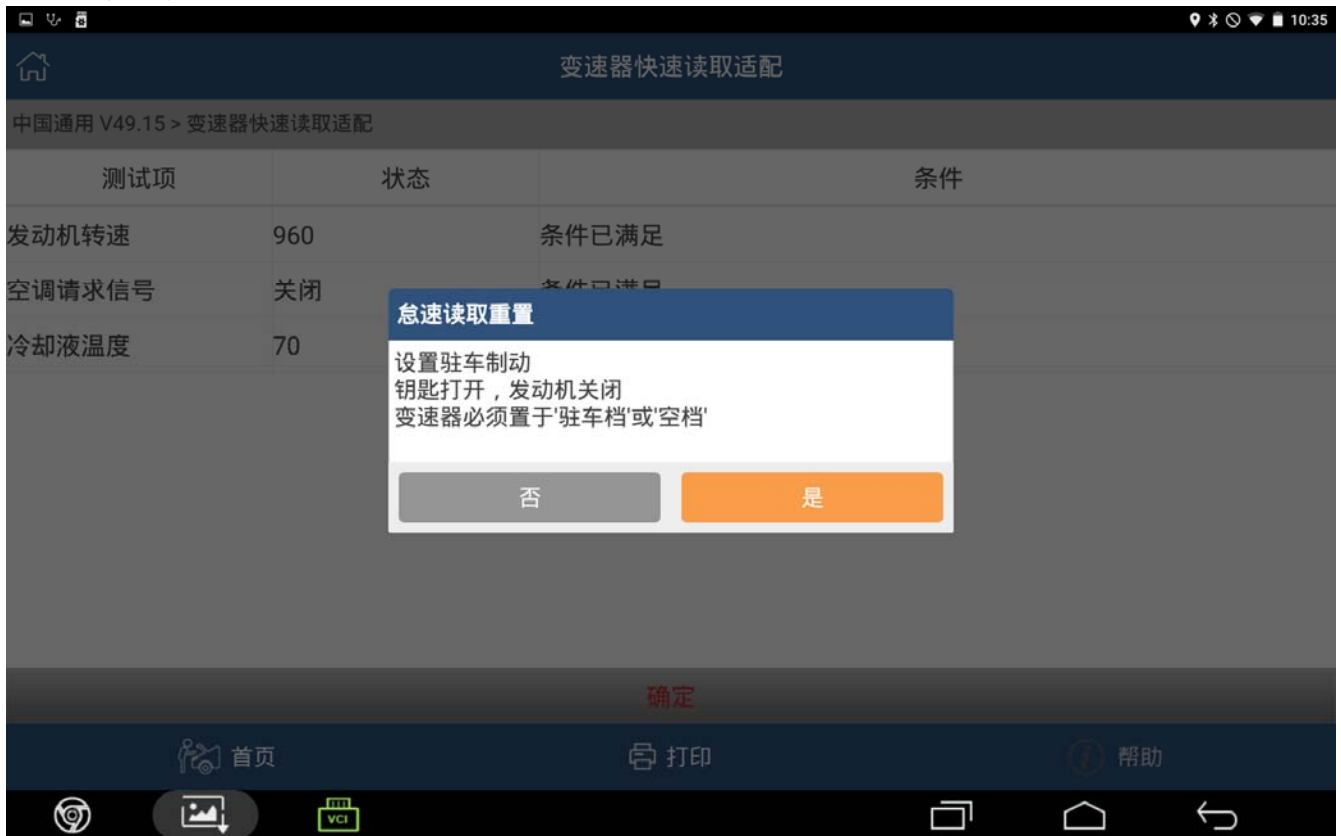 10:35
变速器快速读取适配
中国通用 V49.15 > 变速器快速读取适配
测试项 状态 条件
发动机转速 960 条件已满足
空调请求信号 关闭 条件已满足
冷却液温度 70
怠速读取重置
设置驻车制动
钥匙打开，发动机关闭
变速器必须置于'驻车档'或'空档'
否 是
确定
首页 打印 帮助
VCI